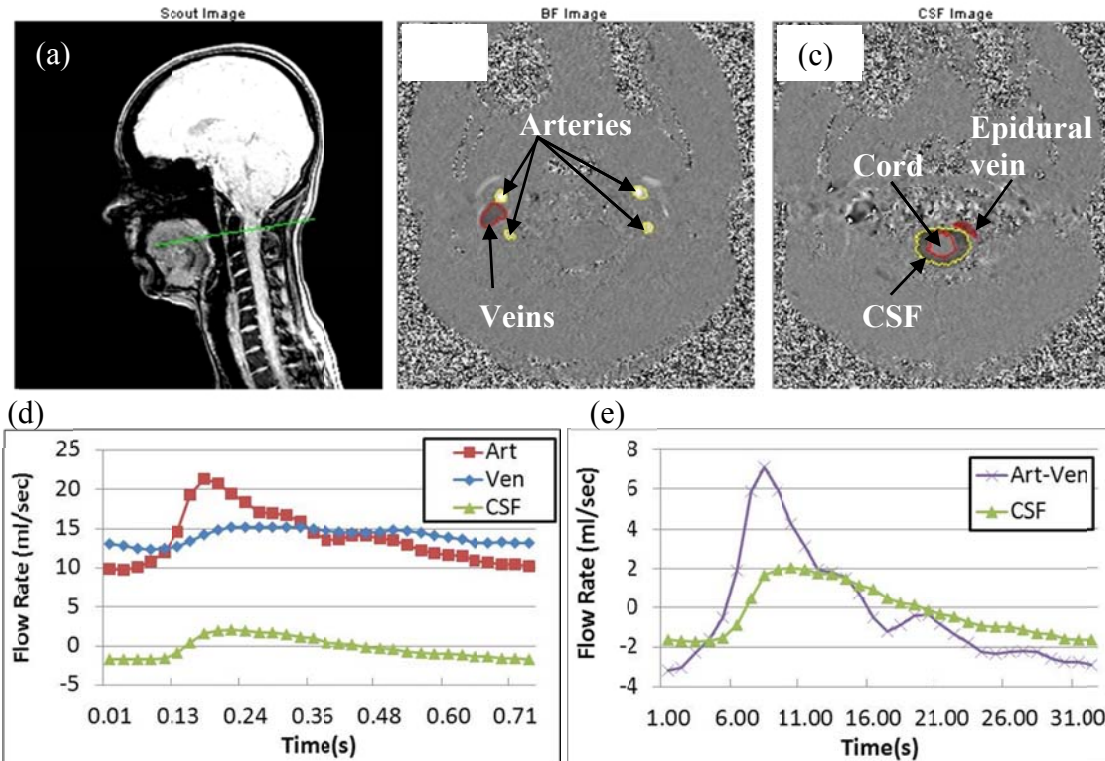 Scout Image
BF Image
CSF Image
(a)
(c)
Arteries
Veins
Epidural
vein
Cord
CSF
(d)
(e)
25
20
15
10
5
0
-5
Flow Rate (ml/sec)
Art
Ven
CSF
0.01 0.13 0.24 0.35 0.48 0.60 0.71
Time(s)
8
6
4
2
0
-2
-4
Flow Rate (ml/sec)
Art-Ven
CSF
1.00 6.00 11.00 16.00 21.00 26.00 31.00
Time(s)